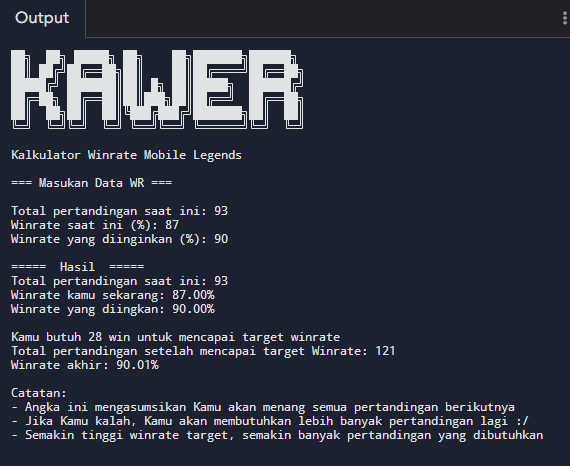 Output
KAWER
Kalkulator Winrate Mobile Legends
=== Masukan Data WR ===
Total pertandingan saat ini: 93
Winrate saat ini (%): 87
Winrate yang diinginkan (%): 90
=====  Hasil  =====
Total pertandingan saat ini: 93
Winrate kamu sekarang: 87.00%
Winrate yang diingkan: 90.00%
Kamu butuh 28 win untuk mencapai target winrate
Total pertandingan setelah mencapai target Winrate: 121
Winrate akhir: 90.01%
Catatan:
- Angka ini mengasumsikan Kamu akan menang semua pertandingan berikutnya
- Jika Kamu kalah, Kamu akan membutuhkan lebih banyak pertandingan lagi :/
- Semakin tinggi winrate target, semakin banyak pertandingan yang dibutuhkan